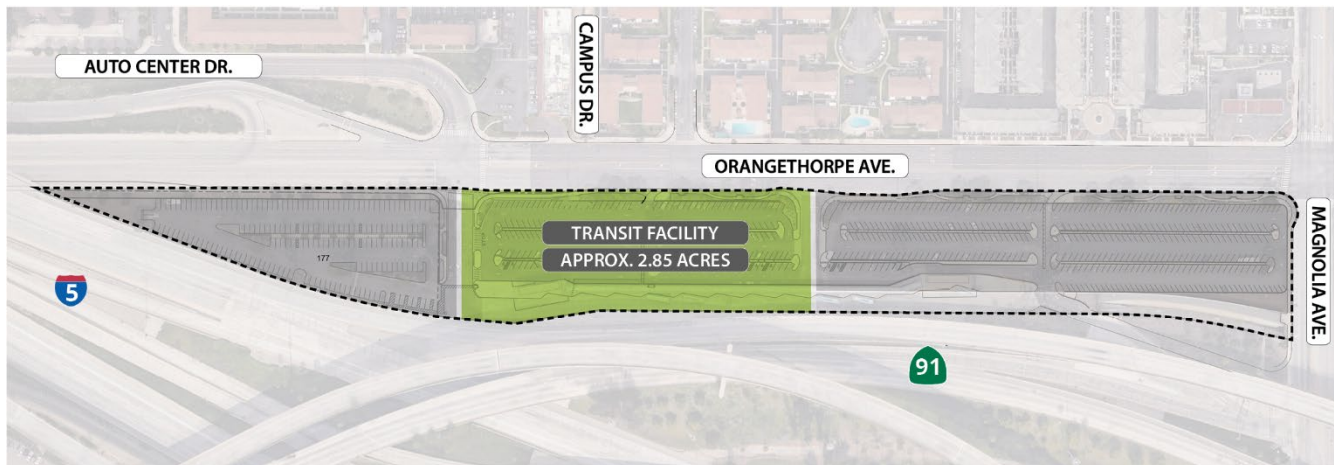 CAMPUS DR.
AUTO CENTER DR.
ORANGETHORPE AVE.
MAGNOLIA AVE.
TRANSIT FACILITY
APPROX. 2.85 ACRES
177
5
91